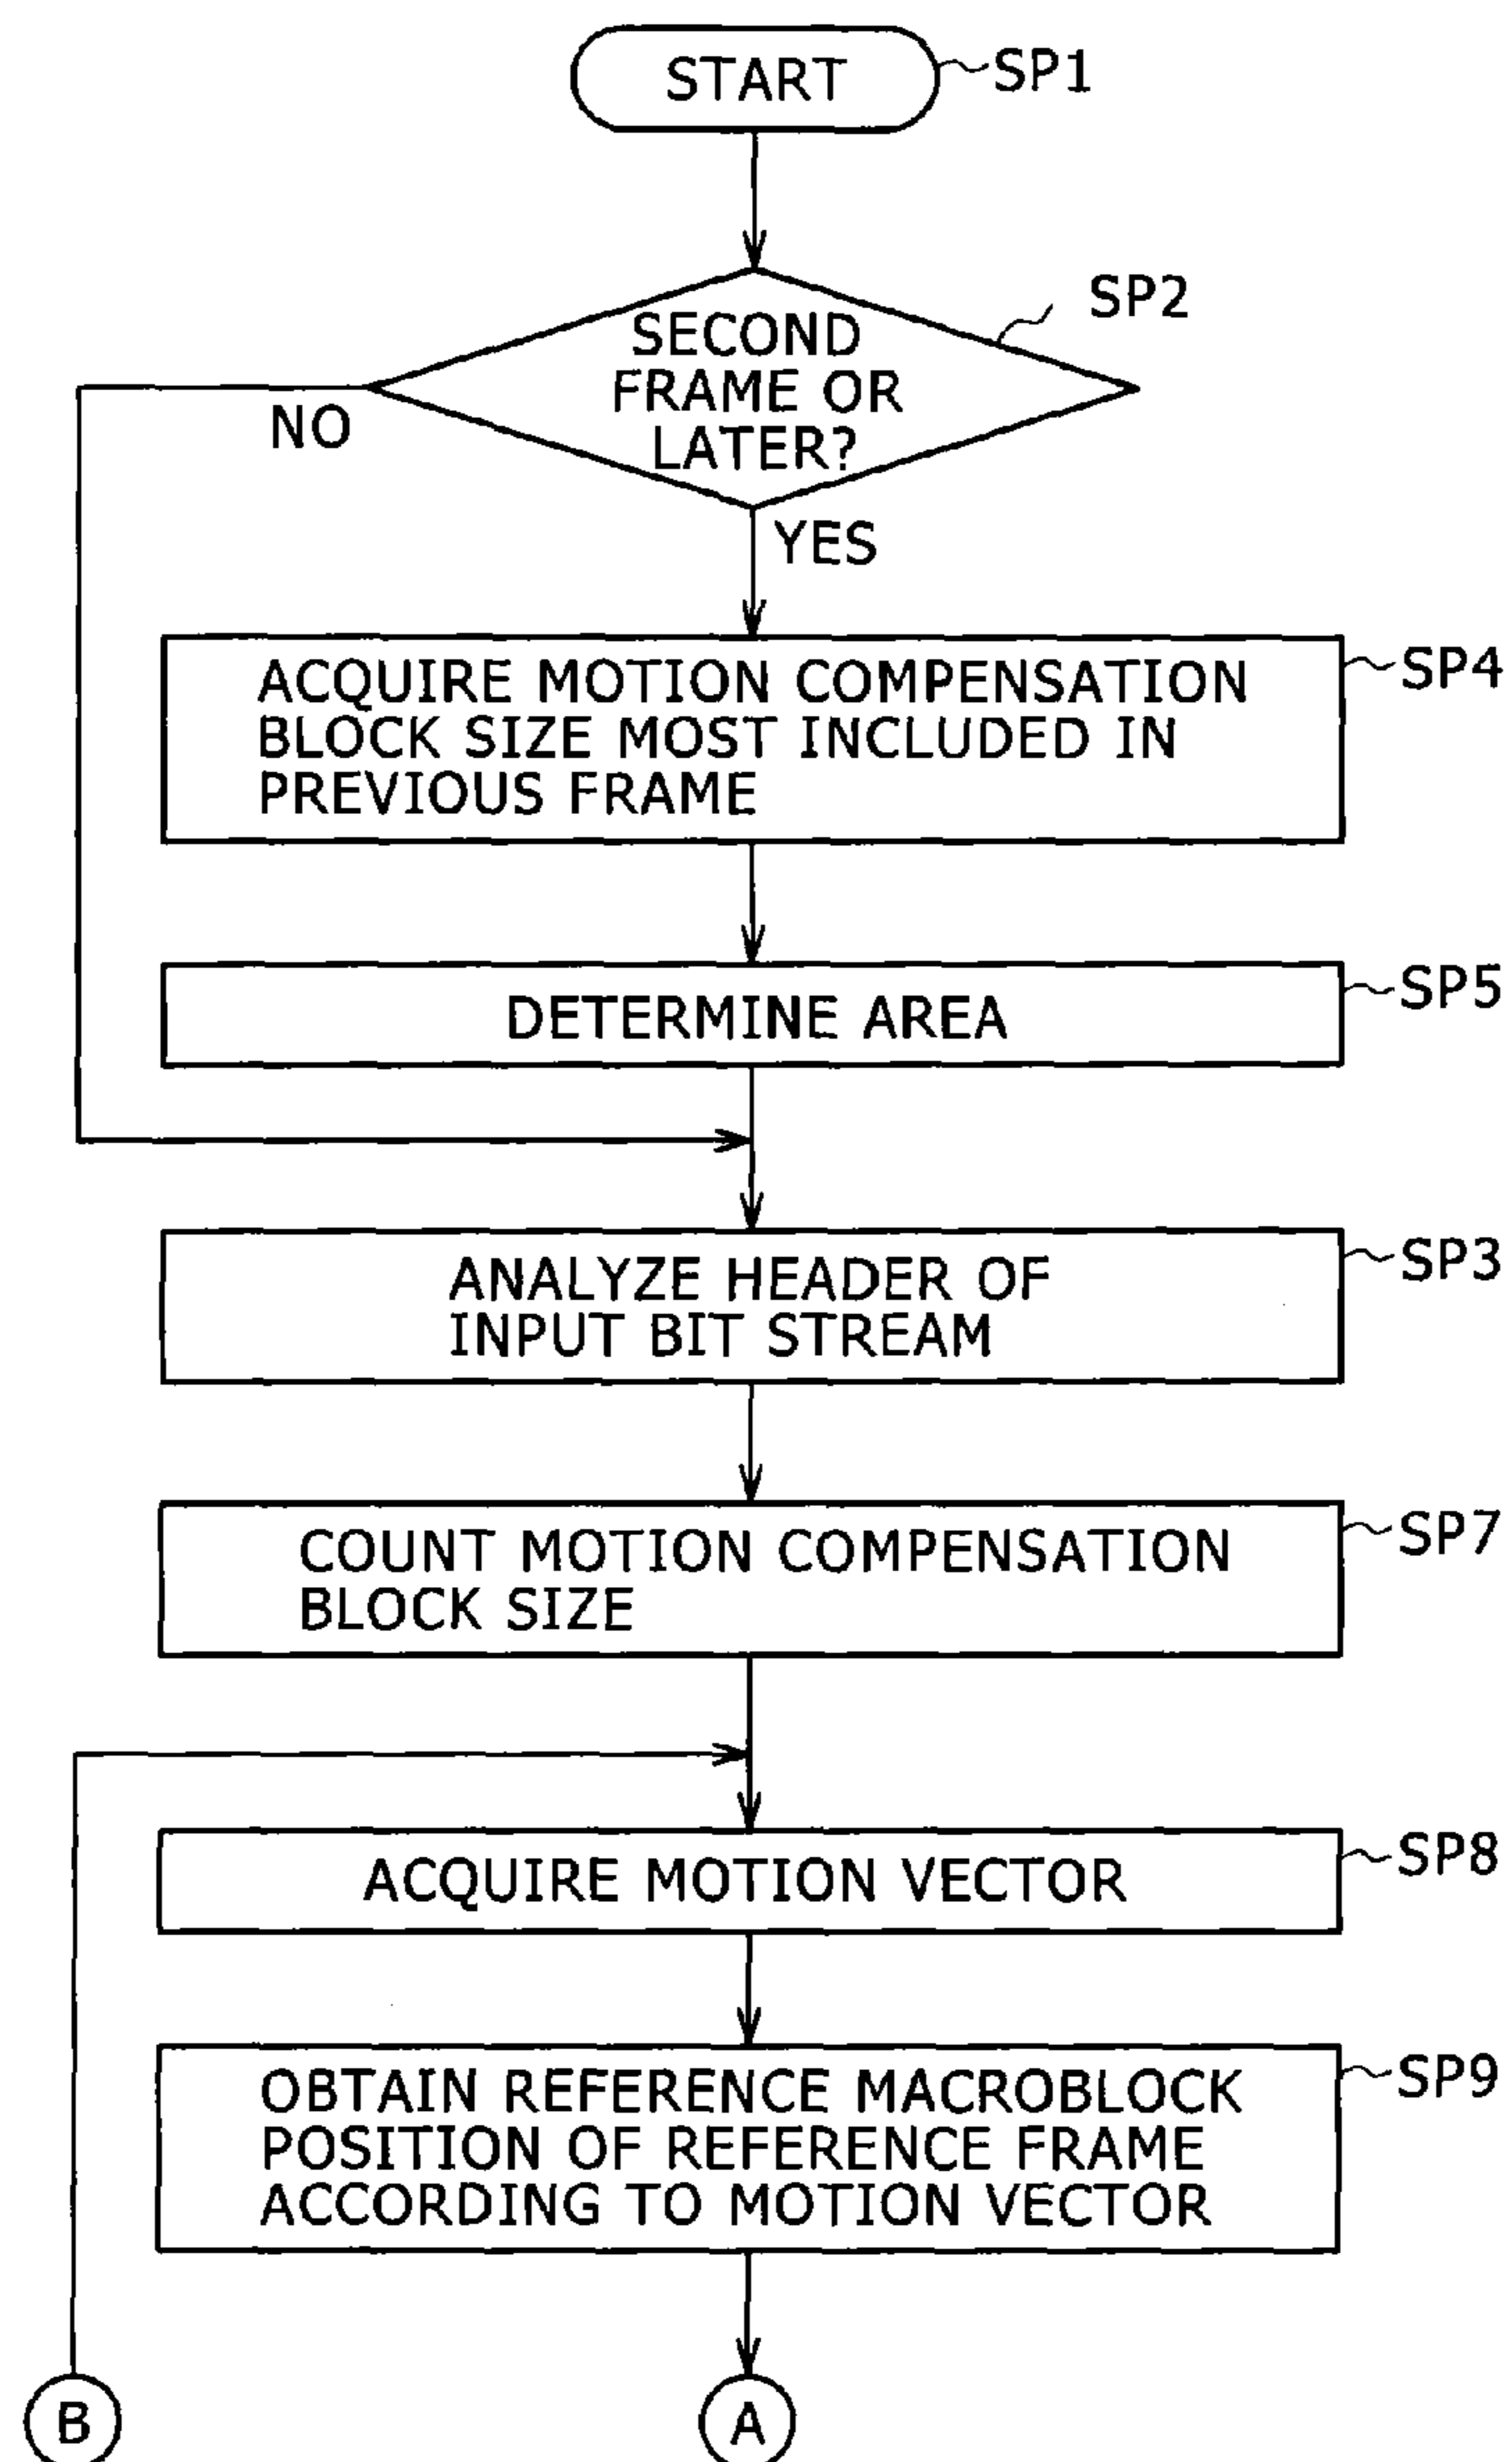 START
SP1
SECOND
FRAME OR
LATER?
SP2
NO
YES
ACQUIRE MOTION COMPENSATION
BLOCK SIZE MOST INCLUDED IN
PREVIOUS FRAME
SP4
DETERMINE AREA
SP5
ANALYZE HEADER OF
INPUT BIT STREAM
SP3
COUNT MOTION COMPENSATION
BLOCK SIZE
SP7
ACQUIRE MOTION VECTOR
SP8
OBTAIN REFERENCE MACROBLOCK
POSITION OF REFERENCE FRAME
ACCORDING TO MOTION VECTOR
SP9
B
A